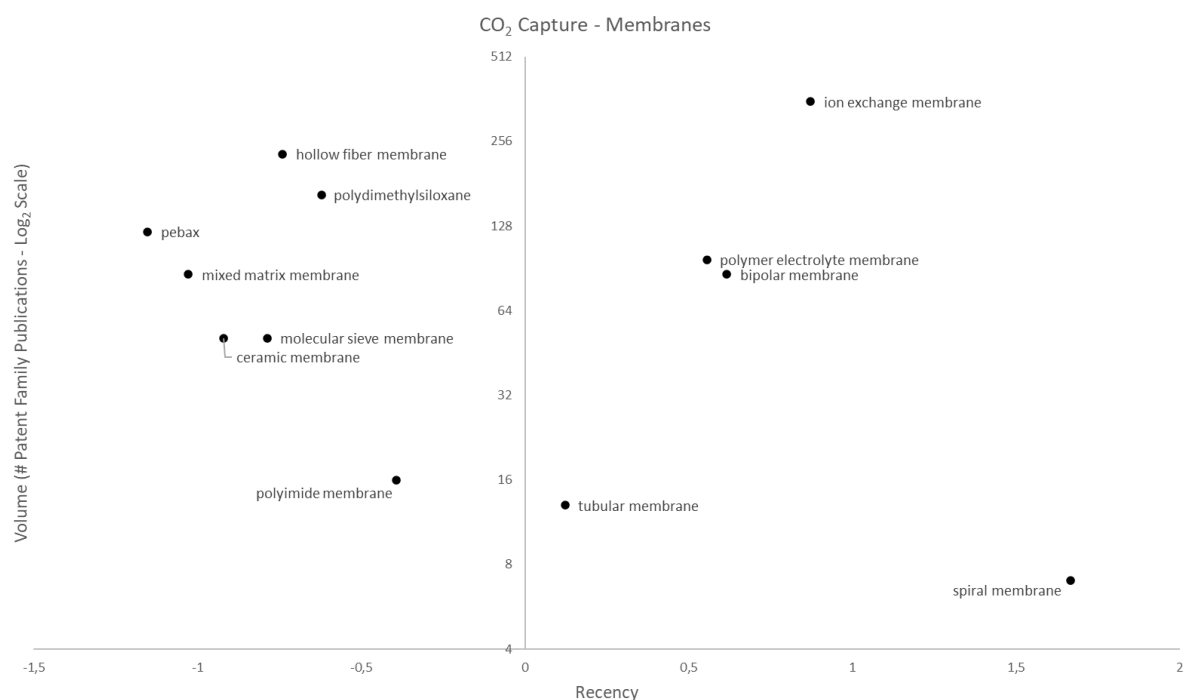 CO₂ Capture - Membranes
Volume (# Patent Family Publications - Log₂ Scale)
512
256
128
64
32
16
8
4
ion exchange membrane
hollow fiber membrane
polydimethylsiloxane
pebax
polymer electrolyte membrane
mixed matrix membrane
bipolar membrane
molecular sieve membrane
ceramic membrane
polyimide membrane
tubular membrane
spiral membrane
-1,5
-1
-0,5
0
0,5
1
1,5
2
Recency